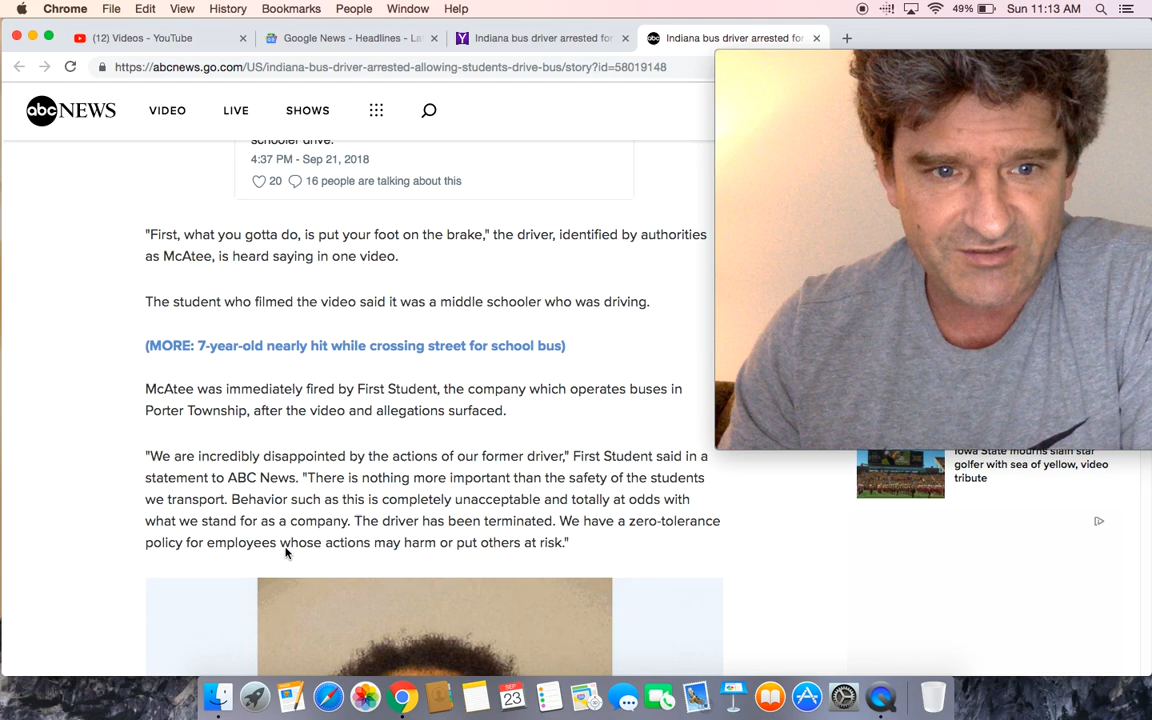 Chrome File Edit View History Bookmarks People Window Help 49% Sun 11:13 AM
(12) Videos - YouTube
Google News - Headlines - La
Indiana bus driver arrested for
Indiana bus driver arrested for
https://abcnews.go.com/US/indiana-bus-driver-arrested-allowing-students-drive-bus/story?id=58019148
abc NEWS VIDEO LIVE SHOWS
schooler drive.
4:37 PM - Sep 21, 2018
20 16 people are talking about this
"First, what you gotta do, is put your foot on the brake," the driver, identified by authorities
as McAtee, is heard saying in one video.
The student who filmed the video said it was a middle schooler who was driving.
(MORE: 7-year-old nearly hit while crossing street for school bus)
McAtee was immediately fired by First Student, the company which operates buses in
Porter Township, after the video and allegations surfaced.
"We are incredibly disappointed by the actions of our former driver," First Student said in a
statement to ABC News. "There is nothing more important than the safety of the students
we transport. Behavior such as this is completely unacceptable and totally at odds with
what we stand for as a company. The driver has been terminated. We have a zero-tolerance
policy for employees whose actions may harm or put others at risk."
Iowa State mourns slain star
golfer with sea of yellow, video
tribute
SEP
23